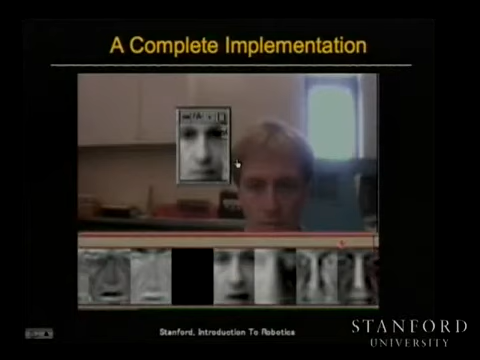 A Complete Implementation
Stanford, Introduction To Robotics
STANFORD
UNIVERSITY